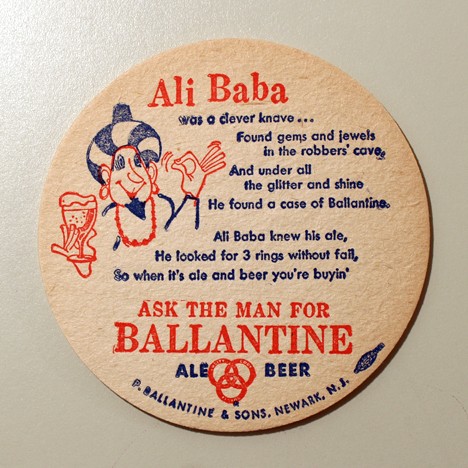 Ali Baba
was a clever knave...
Found gems and jewels
in the robbers' cave,
And under all
the glitter and shine
He found a case of Ballantine.
Ali Baba knew his ale,
He looked for 3 rings without fail,
So when it's ale and beer you're buyin'
ASK THE MAN FOR
BALLANTINE
ALE BEER
P. BALLANTINE & SONS, NEWARK, N.J.